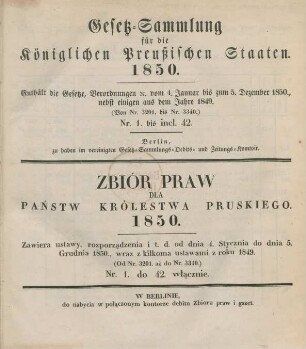 Gesetz-Sammlung
für die
Königlichen Preußischen Staaten.
1850.
Enthält die Gesetze, Verordnungen ꝛc. vom 4. Januar bis zum 5. Dezember 1850.,
nebst einigen aus dem Jahre 1849.
(Von Nr. 3201. bis Nr. 3340.)
Nr. 1. bis incl. 42.
Berlin,
zu haben im vereinigten Gesetz-Sammlungs-Debits- und Zeitungs-Komtoir.
ZBIÓR PRAW
DLA
PAŃSTW KRÓLESTWA PRUSKIEGO.
1850.
Zawiera ustawy, rozporządzenia i t. d. od dnia 4. Stycznia do dnia 5.
Grudnia 1850., wraz z kilkoma ustawami z roku 1849.
(Od Nr. 3201. aż do Nr. 3340.)
Nr. 1. do 42. włącznie.
W BERLINIE,
do nabycia w połączonym kontorze debitu Zbioru praw i gazet.